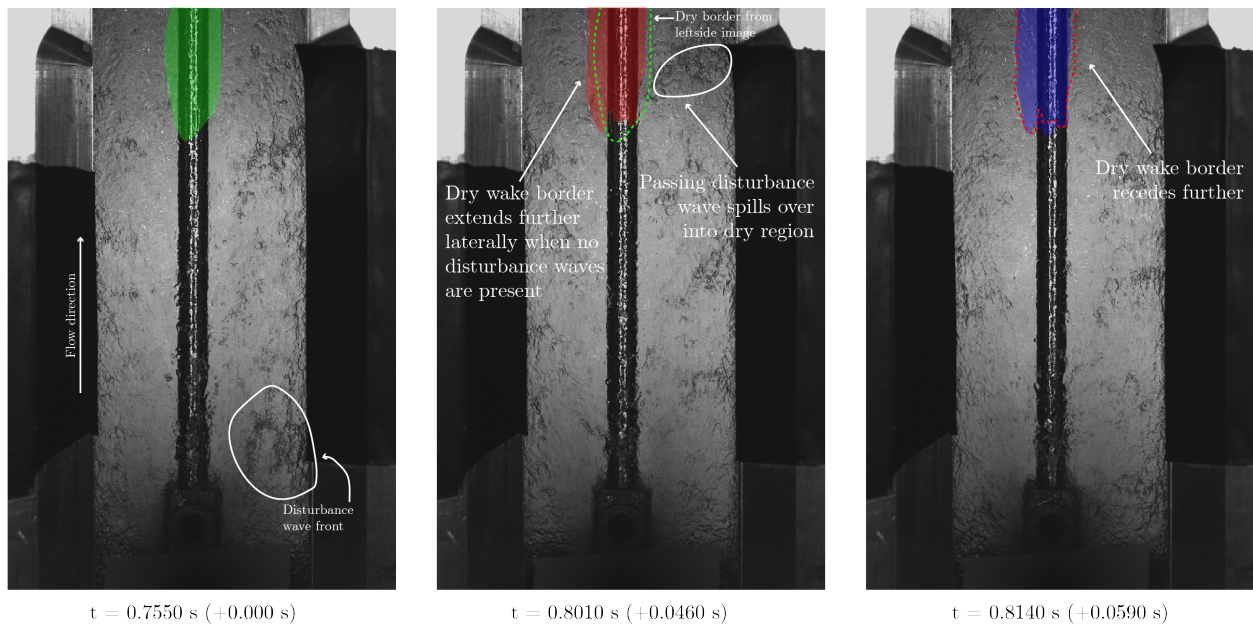 Flow direction
Disturbance
wave front
t = 0.7550 s (+0.000 s)
Dry border from
leftside image
Dry wake border
extends further
laterally when no
disturbance waves
are present
Passing disturbance
wave spills over
into dry region
t = 0.8010 s (+0.0460 s)
Dry wake border
recedes further
t = 0.8140 s (+0.0590 s)